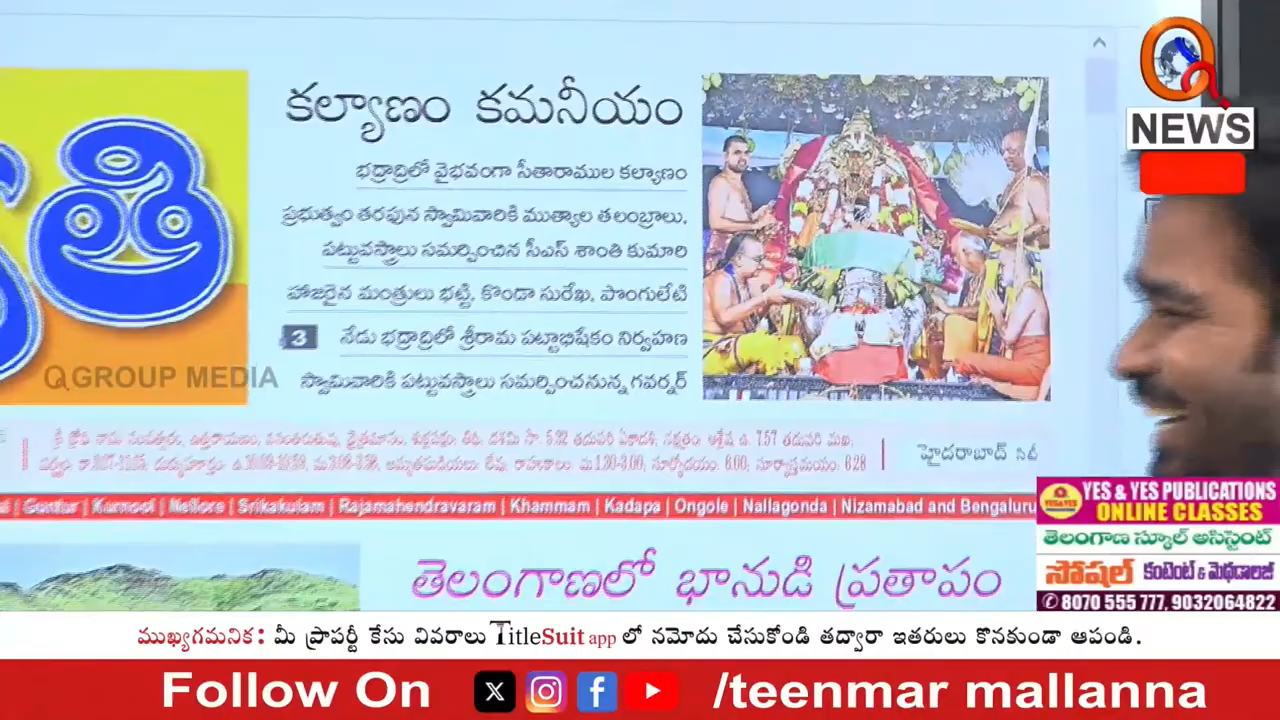 Q
NEWS
కల్యాణం కమనీయం
భద్రాద్రిలో వైభవంగా సీతారాముల కల్యాణం
ప్రభుత్వం తరపున స్వామివారికి ముత్యాల తలంబ్రాలు,
పట్టువస్త్రాలు సమర్పించిన సీఎస్ శాంతి కుమారి
హాజరైన మంత్రులు భట్టి, కొండా సురేఖ, పొంగులేటి
3 నేడు భద్రాద్రిలో శ్రీరామ పట్టాభిషేకం నిర్వహణ
స్వామివారికి పట్టువస్త్రాలు సమర్పించనున్న గవర్నర్
QGROUP MEDIA
హైదరాబాద్ సిటీ
Guntur | Kurnool | Nellore | Srikakulam | Rajamahendravaram | Khammam | Kadapa | Ongole | Nallagonda | Nizamabad and Bengaluru
తెలంగాణలో భానుడి ప్రతాపం
YES & YES PUBLICATIONS
ONLINE CLASSES
తెలంగాణ స్కూల్ అసిస్టెంట్
సోషల్ కంటెంట్ & మెథడాలజీ
8070 555 777, 9032064822
ముఖ్యగమనిక: మీ ప్రాపర్టీ కేసు వివరాలు TitleSuit app లో నమోదు చేసుకోండి తద్వారా ఇతరులు కొనకుండా ఆపండి.
Follow On X f /teenmar mallanna